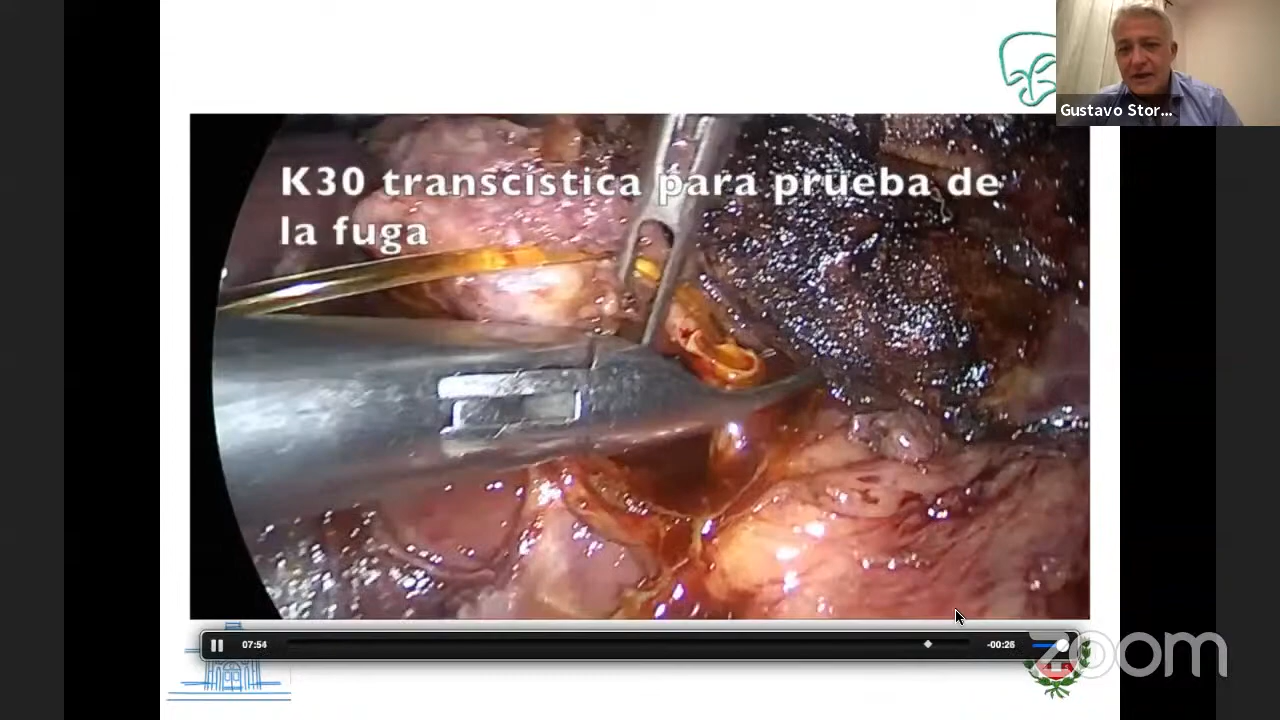 Gustavo Stor...
K30 transcística para prueba de
la fuga
07:54
-00:26
zoom